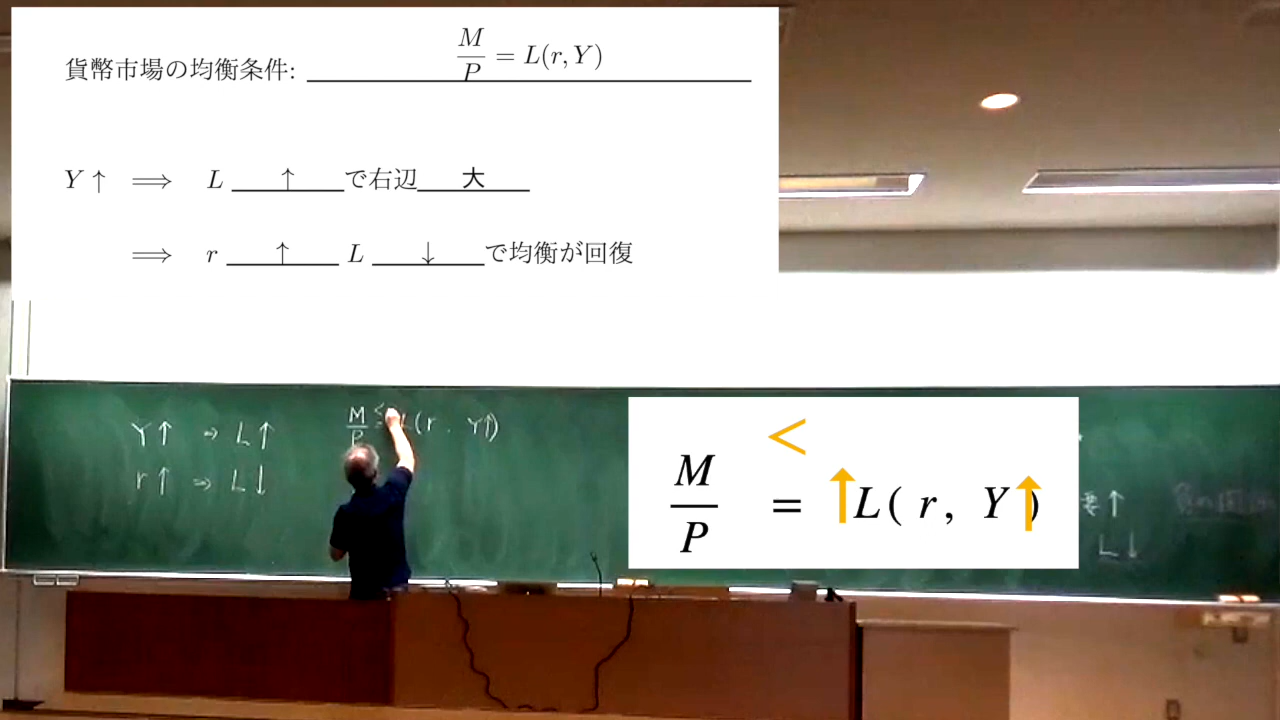 貨幣市場の均衡条件: M/P = L(r, Y)
Y ↑ ⟹ L ↑ で右辺 大
⟹ r ↑ L ↓ で均衡が回復
Y↑ ⇒ L↑
r↑ ⇒ L↓
M/P = L(r . Y↑)
<
M/P = ↑L( r, Y↑)
要↑
L↓